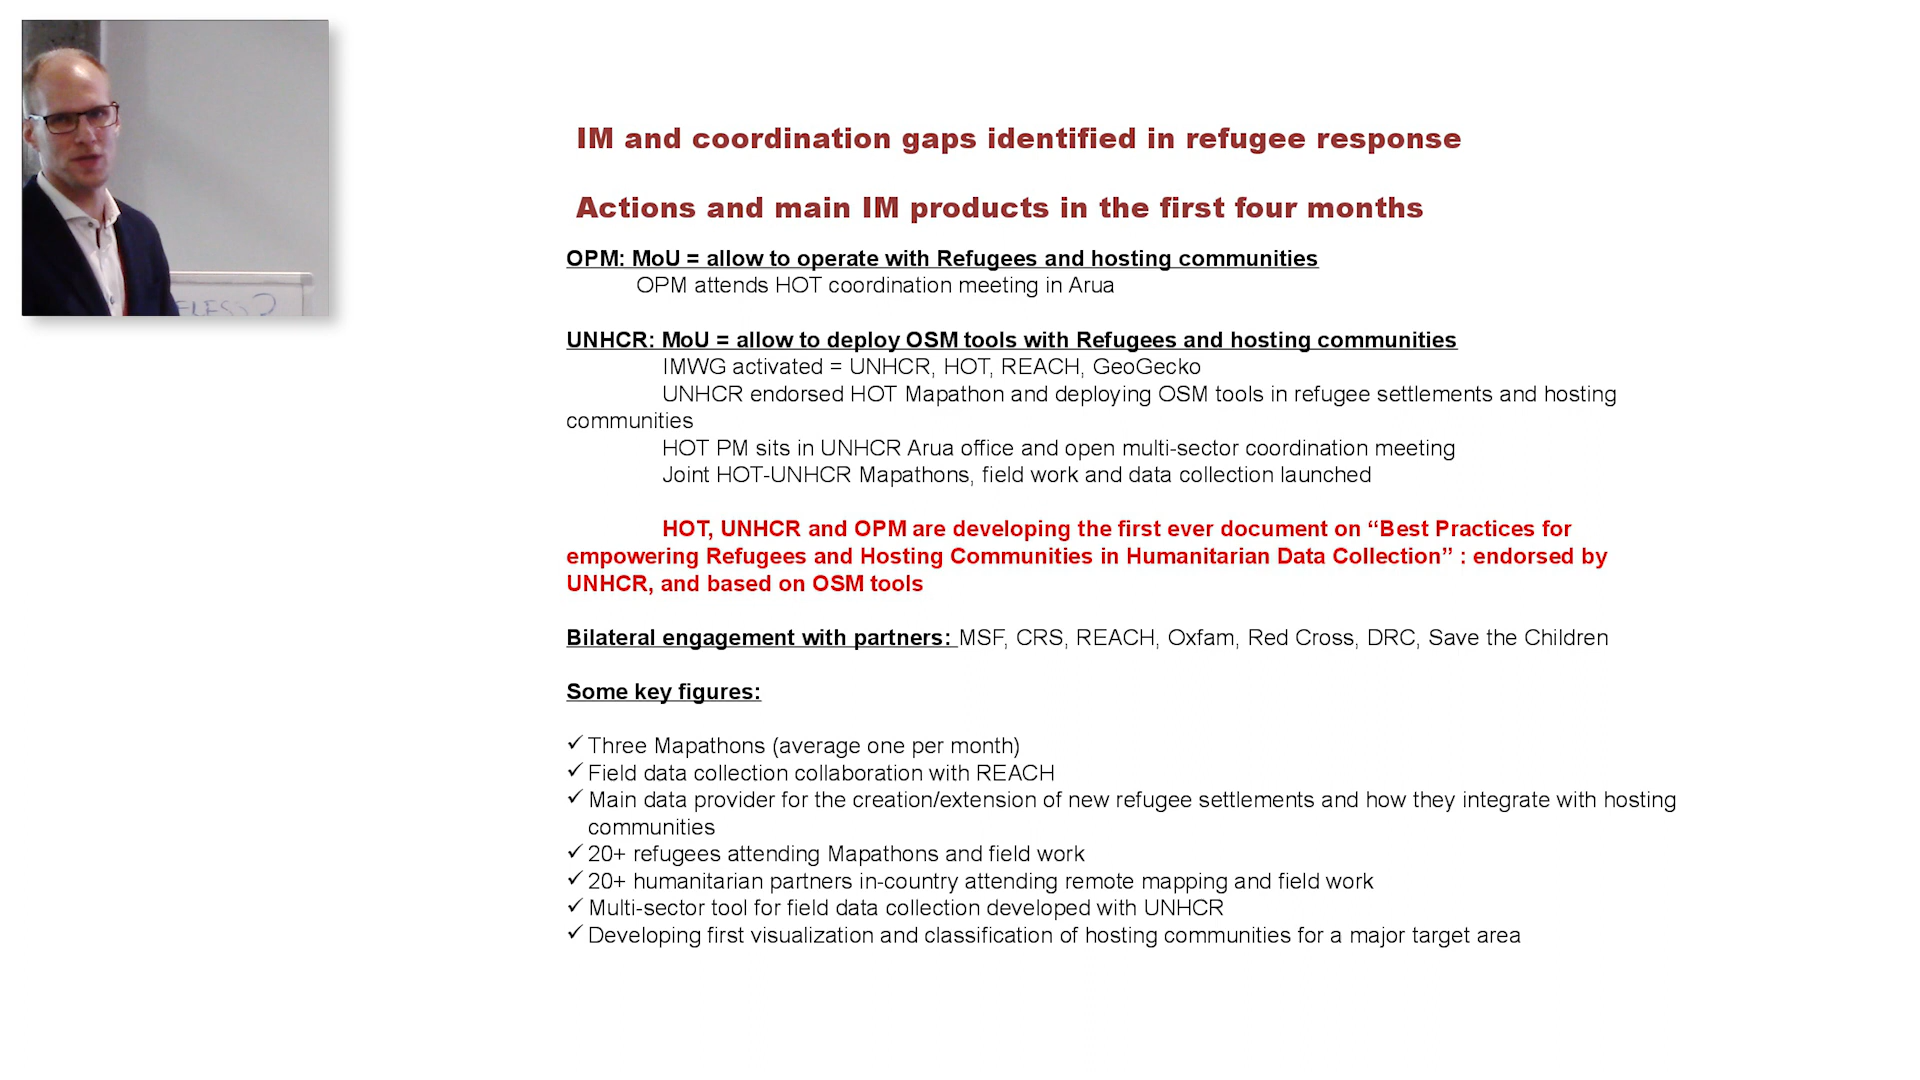 IM and coordination gaps identified in refugee response
Actions and main IM products in the first four months
OPM: MoU = allow to operate with Refugees and hosting communities
OPM attends HOT coordination meeting in Arua
UNHCR: MoU = allow to deploy OSM tools with Refugees and hosting communities
IMWG activated = UNHCR, HOT, REACH, GeoGecko
UNHCR endorsed HOT Mapathon and deploying OSM tools in refugee settlements and hosting
communities
HOT PM sits in UNHCR Arua office and open multi-sector coordination meeting
Joint HOT-UNHCR Mapathons, field work and data collection launched
HOT, UNHCR and OPM are developing the first ever document on “Best Practices for
empowering Refugees and Hosting Communities in Humanitarian Data Collection” : endorsed by
UNHCR, and based on OSM tools
Bilateral engagement with partners: MSF, CRS, REACH, Oxfam, Red Cross, DRC, Save the Children
Some key figures:
✓ Three Mapathons (average one per month)
✓ Field data collection collaboration with REACH
✓ Main data provider for the creation/extension of new refugee settlements and how they integrate with hosting
communities
✓ 20+ refugees attending Mapathons and field work
✓ 20+ humanitarian partners in-country attending remote mapping and field work
✓ Multi-sector tool for field data collection developed with UNHCR
✓ Developing first visualization and classification of hosting communities for a major target area